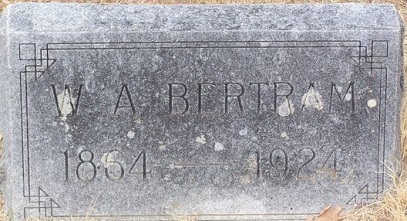 W. A. BERTRAM
1864 — 1924